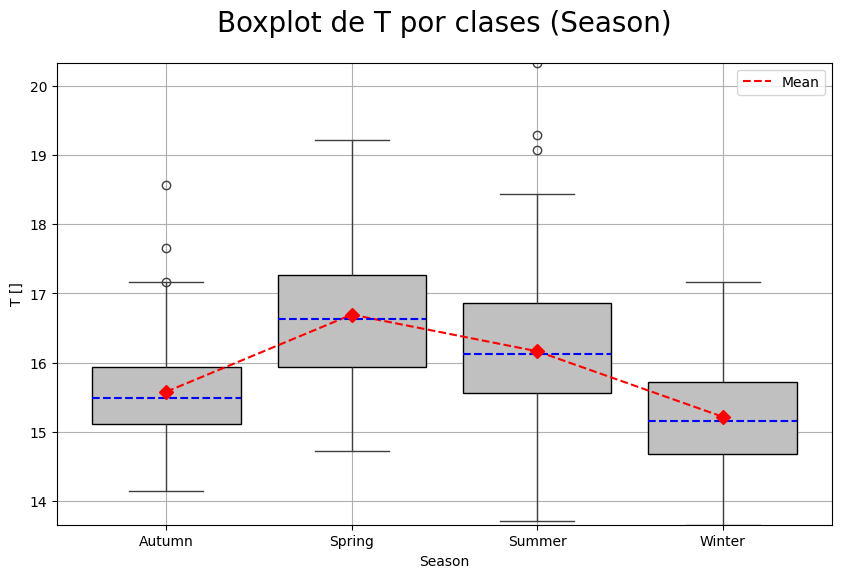 Boxplot de T por clases (Season)
Mean
20
19
18
17
16
15
14
T []
Autumn
Spring
Summer
Winter
Season